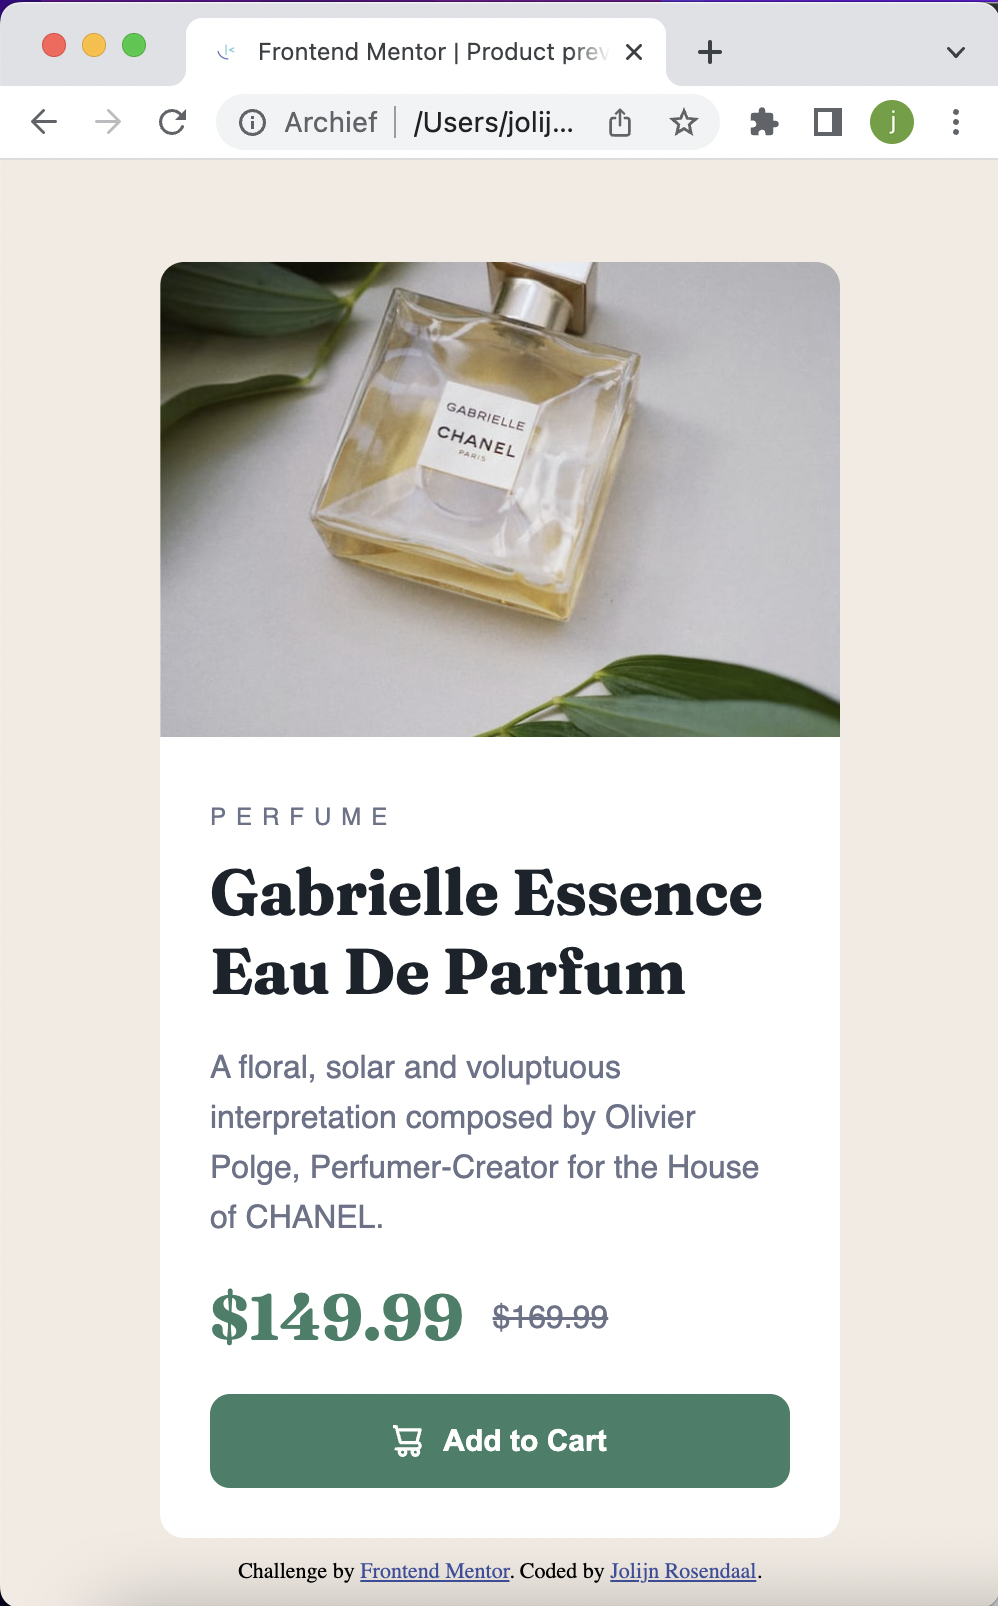 Frontend Mentor | Product prev
Archief | /Users/jolij...
j
GABRIELLE
CHANEL
PARIS
PERFUME
Gabrielle Essence
Eau De Parfum
A floral, solar and voluptuous
interpretation composed by Olivier
Polge, Perfumer-Creator for the House
of CHANEL.
$149.99 $169.99
Add to Cart
Challenge by Frontend Mentor. Coded by Jolijn Rosendaal.